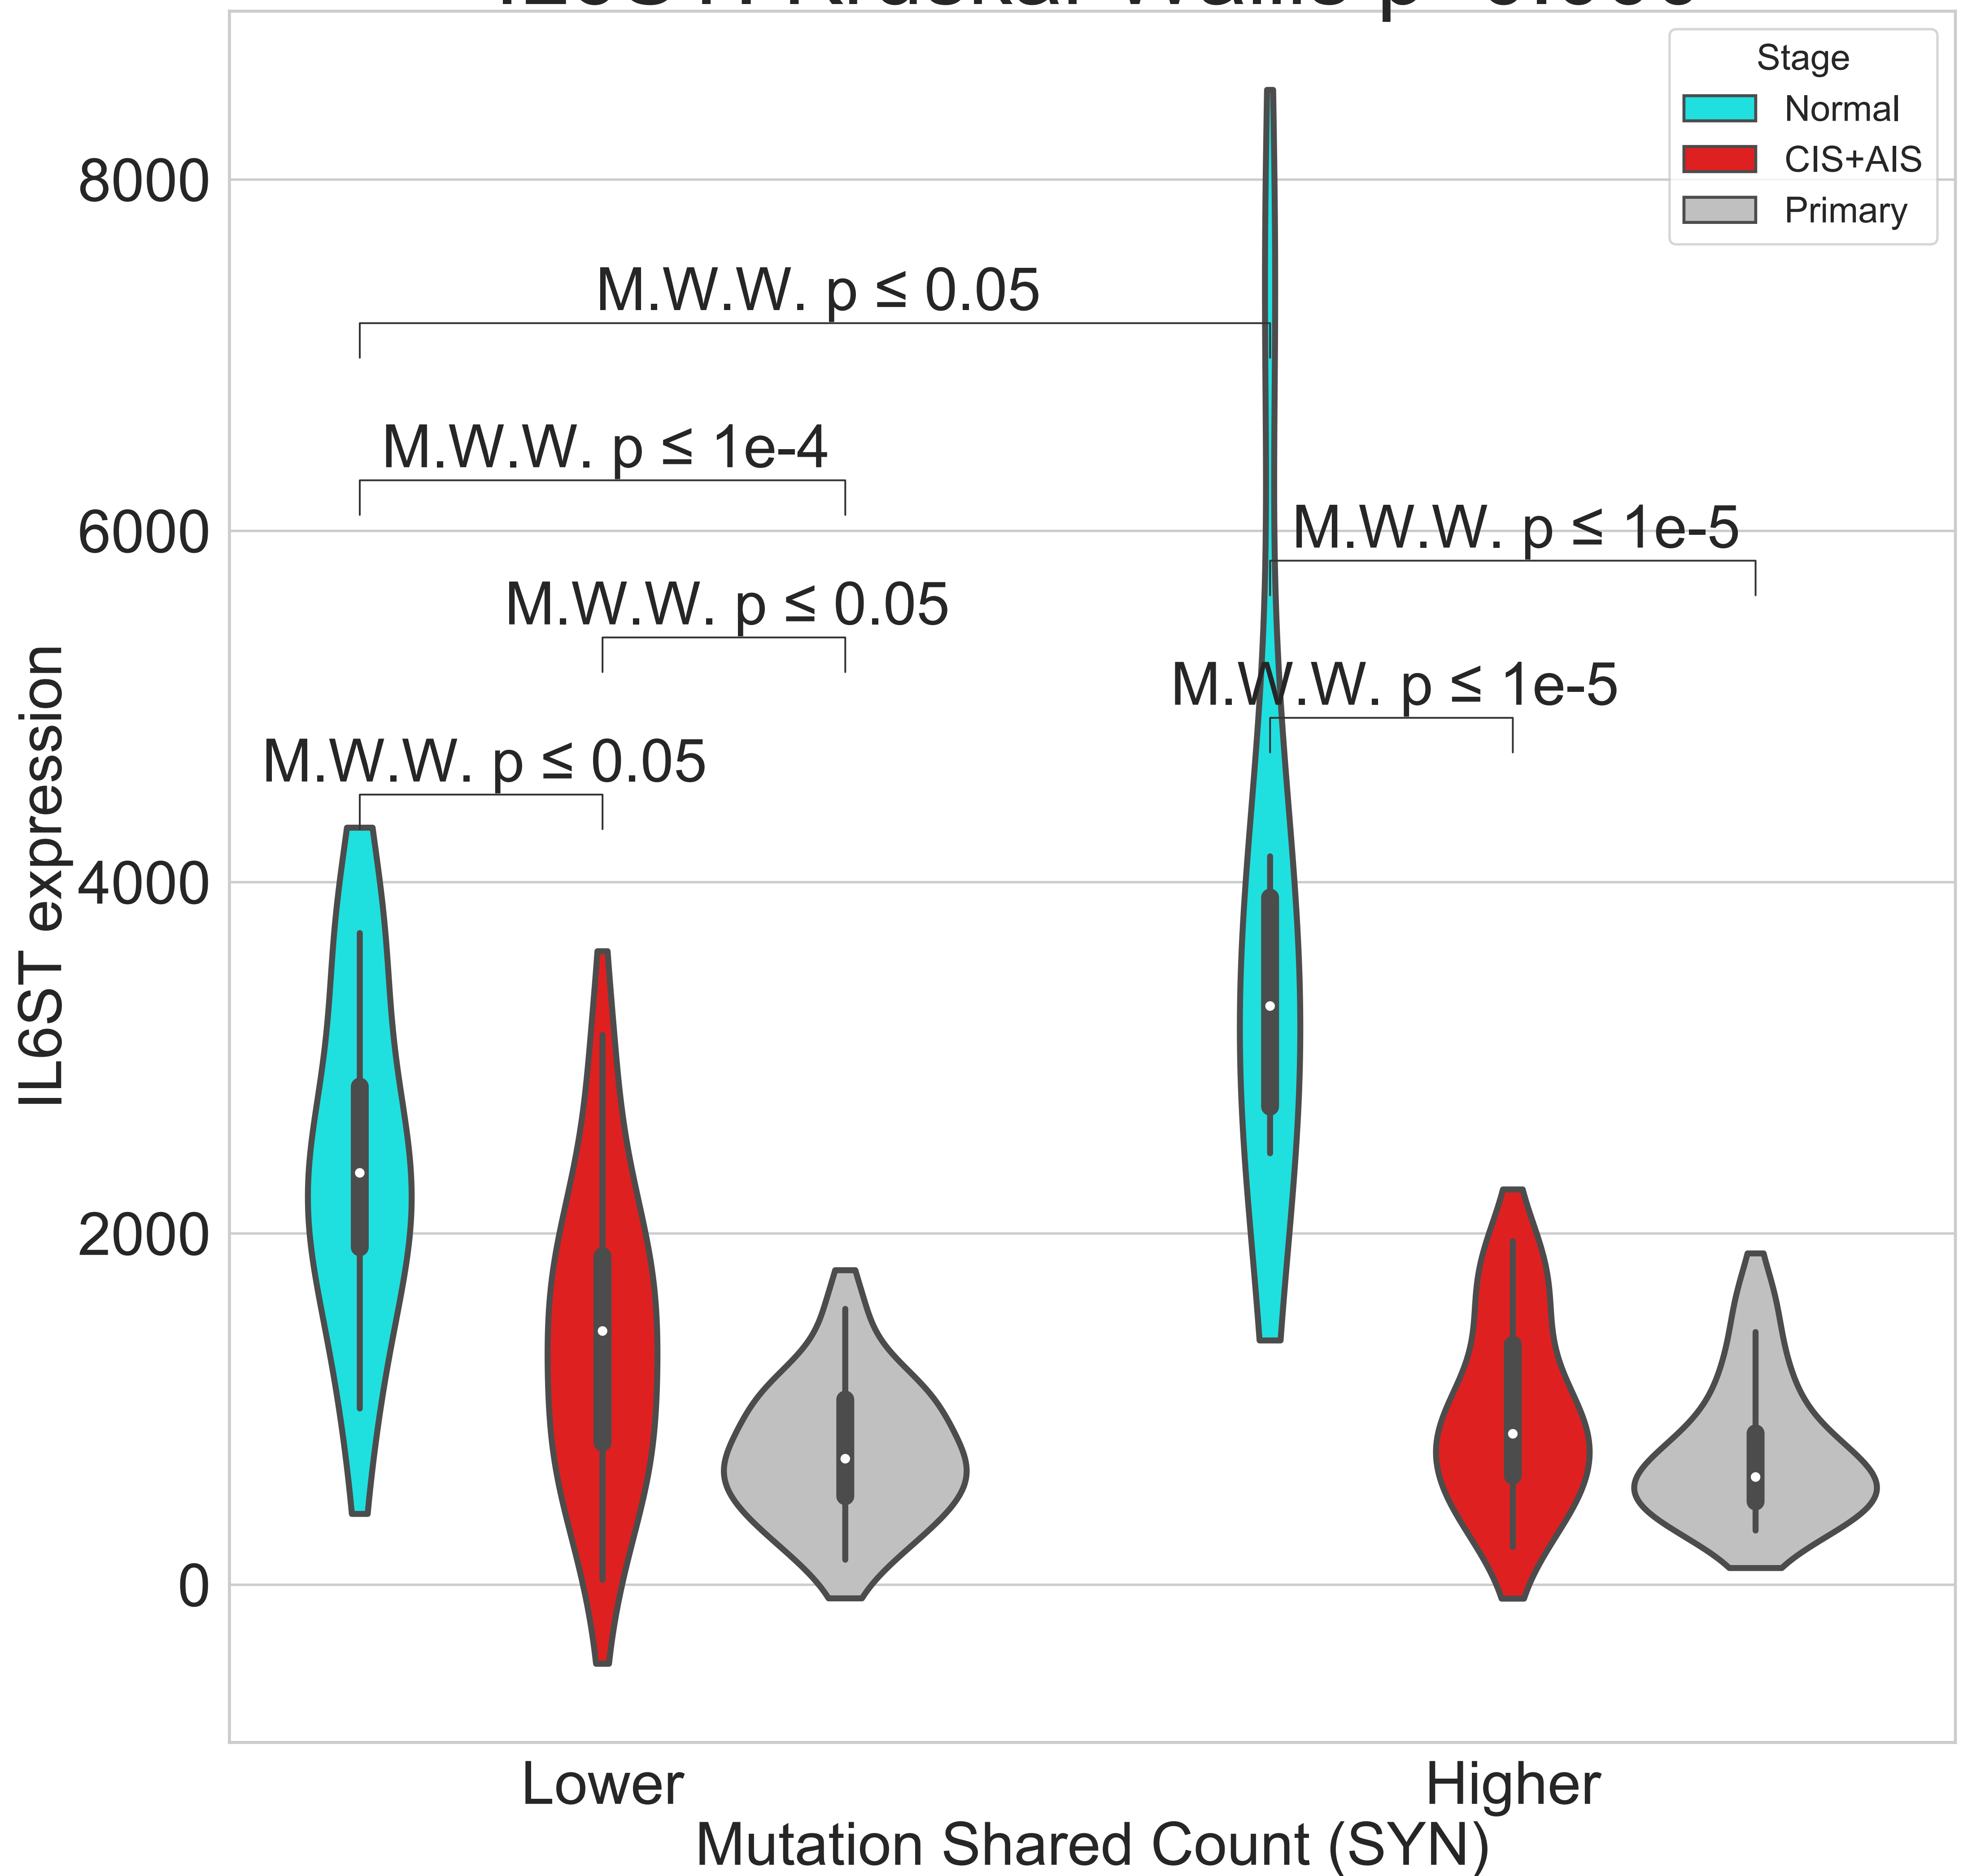 Stage
Normal
CIS+AIS
Primary
8000
6000
4000
2000
0
IL6ST expression
M.W.W. p ≤ 0.05
M.W.W. p ≤ 1e-4
M.W.W. p ≤ 1e-5
M.W.W. p ≤ 0.05
M.W.W. p ≤ 1e-5
M.W.W. p ≤ 0.05
Lower
Higher
Mutation Shared Count (SYN)